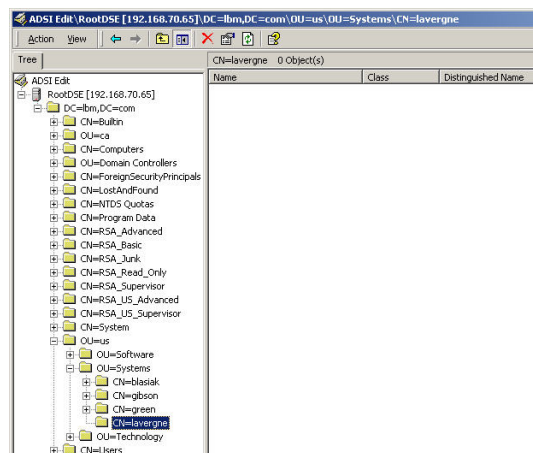 ADSI Edit\RootDSE [192.168.70.65]\DC=lbm,DC=com\OU=us\OU=Systems\CN=lavergne
Action View
Tree
CN=lavergne 0 Object(s)
Name Class Distinguished Name
ADSI Edit
RootDSE [192.168.70.65]
DC=lbm,DC=com
CN=Builtin
OU=ca
CN=Computers
OU=Domain Controllers
CN=ForeignSecurityPrincipals
CN=LostAndFound
CN=NTDS Quotas
CN=Program Data
CN=RSA_Advanced
CN=RSA_Basic
CN=RSA_Junk
CN=RSA_Read_Only
CN=RSA_Supervisor
CN=RSA_US_Advanced
CN=RSA_US_Supervisor
CN=System
OU=us
OU=Software
OU=Systems
CN=blasiak
CN=gibson
CN=green
CN=lavergne
OU=Technology
CN=Users